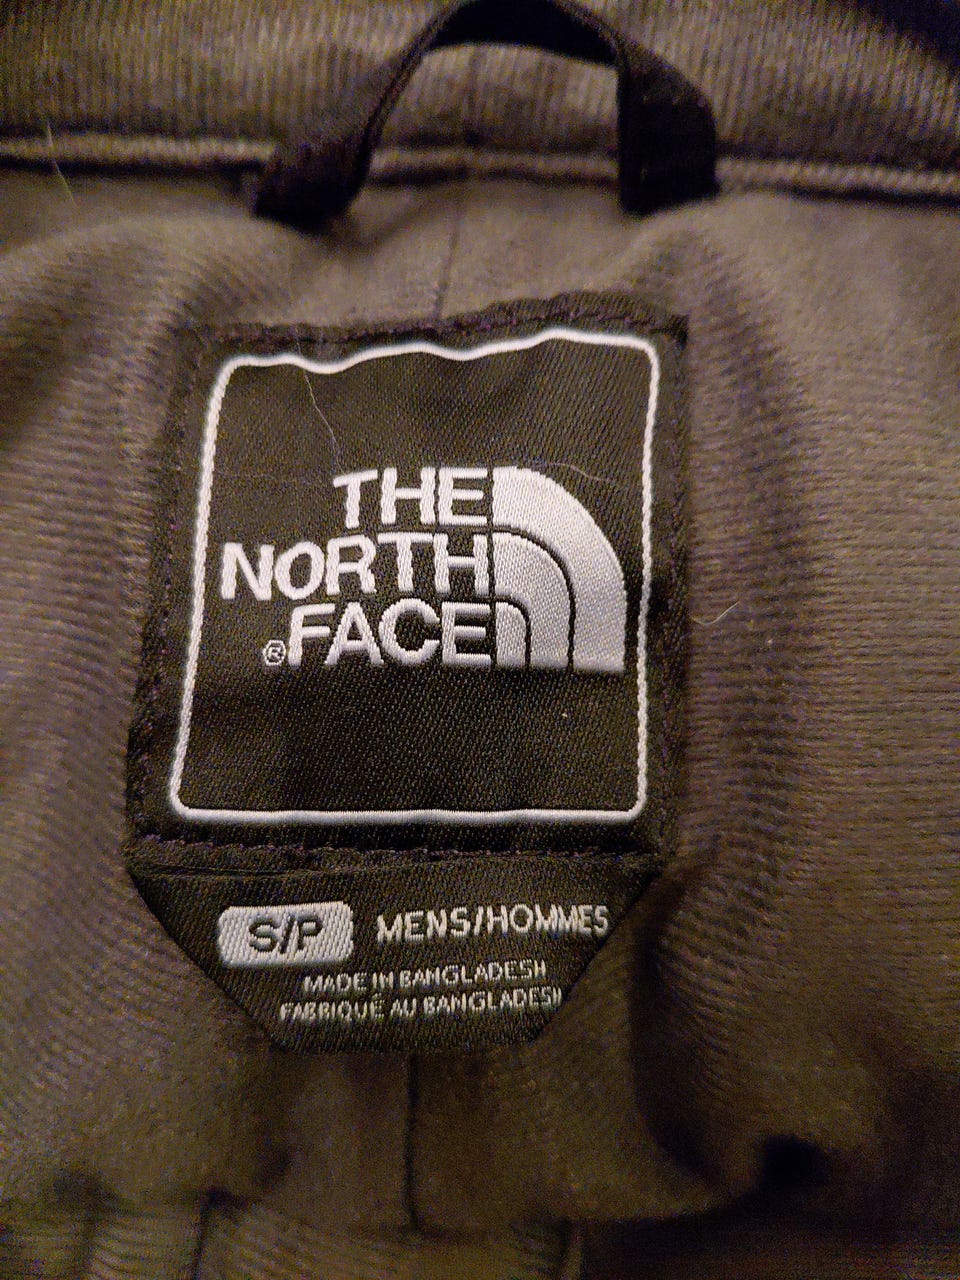 THE
NORTH
®FACE
S/P MENS/HOMMES
MADE IN BANGLADESH
FABRIQUÉ AU BANGLADESH